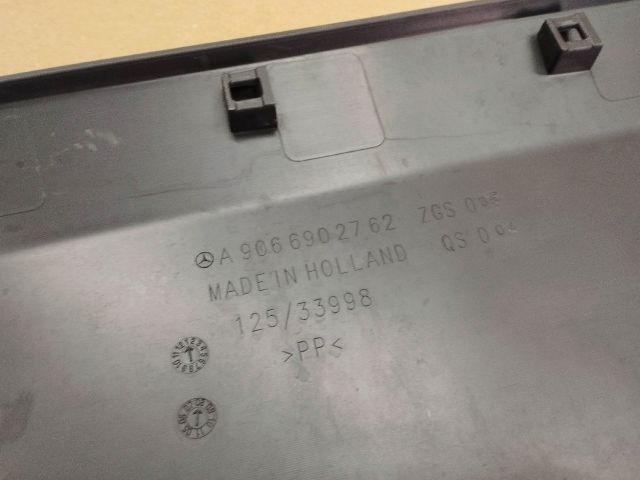 A 906 690 27 62 ZGS 0
MADE IN HOLLAND QS 0
125/33998
>PP<